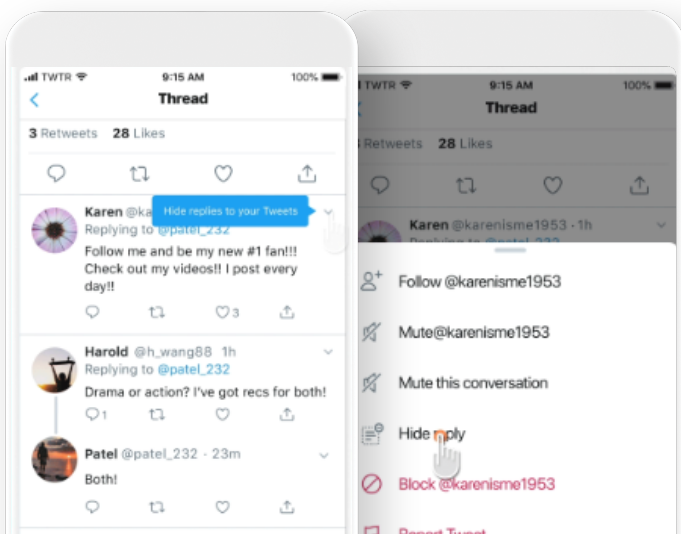 TWTR 9:15 AM 100%
Thread
3 Retweets 28 Likes
Karen @ka
Hide replies to your Tweets
Replying to @patel_232
Follow me and be my new #1 fan!!!
Check out my videos!! I post every
day!!
3
Harold @h_wang88 1h
Replying to @patel_232
Drama or action? I've got recs for both!
1
Patel @patel_232 · 23m
Both!
TWTR 9:15 AM 100%
Thread
Retweets 28 Likes
Karen @karenisme1953 · 1h
Replying to @patel_232
Follow @karenisme1953
Mute@karenisme1953
Mute this conversation
Hide reply
Block @karenisme1953
Report Tweet